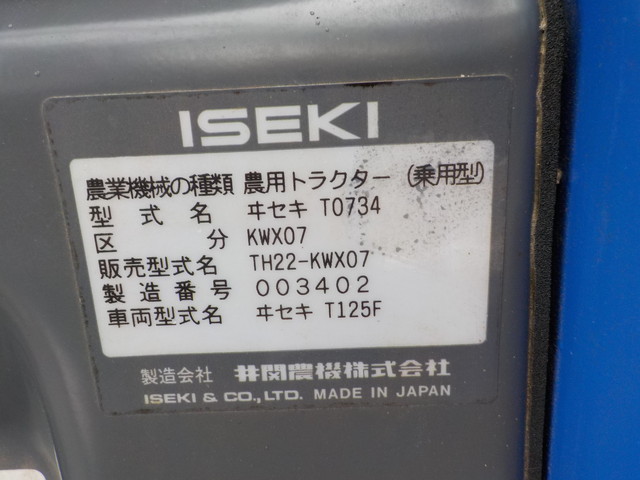 ISEKI
農業機械の種類 農用トラクター (乗用型)
型式名 ヰセキ T0734
区分 KWX07
販売型式名 TH22-KWX07
製造番号 003402
車両型式名 ヰセキ T125F
製造会社 井関農機株式会社
ISEKI & CO., LTD. MADE IN JAPAN